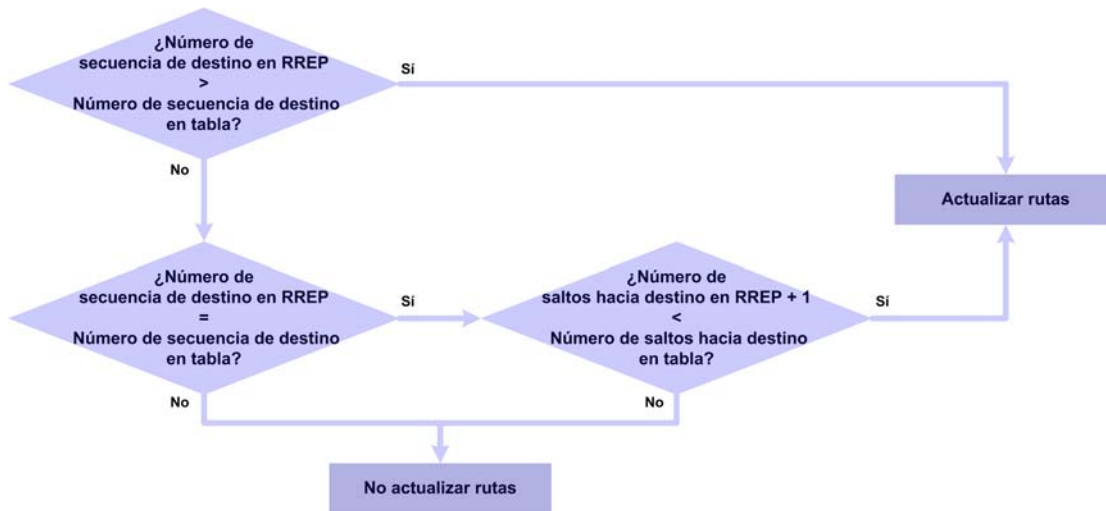 ¿Número de
secuencia de destino en RREP
>
Número de secuencia de destino
en tabla?
Sí
No
Actualizar rutas
¿Número de
secuencia de destino en RREP
=
Número de secuencia de destino
en tabla?
Sí
¿Número de
saltos hacia destino en RREP + 1
<
Número de saltos hacia destino
en tabla?
Sí
No
No
No actualizar rutas